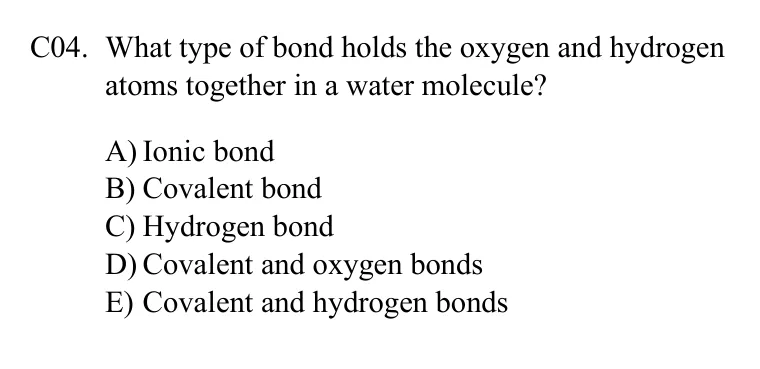 C04. What type of bond holds the oxygen and hydrogen
atoms together in a water molecule?
A) Ionic bond
B) Covalent bond
C) Hydrogen bond
D) Covalent and oxygen bonds
E) Covalent and hydrogen bonds